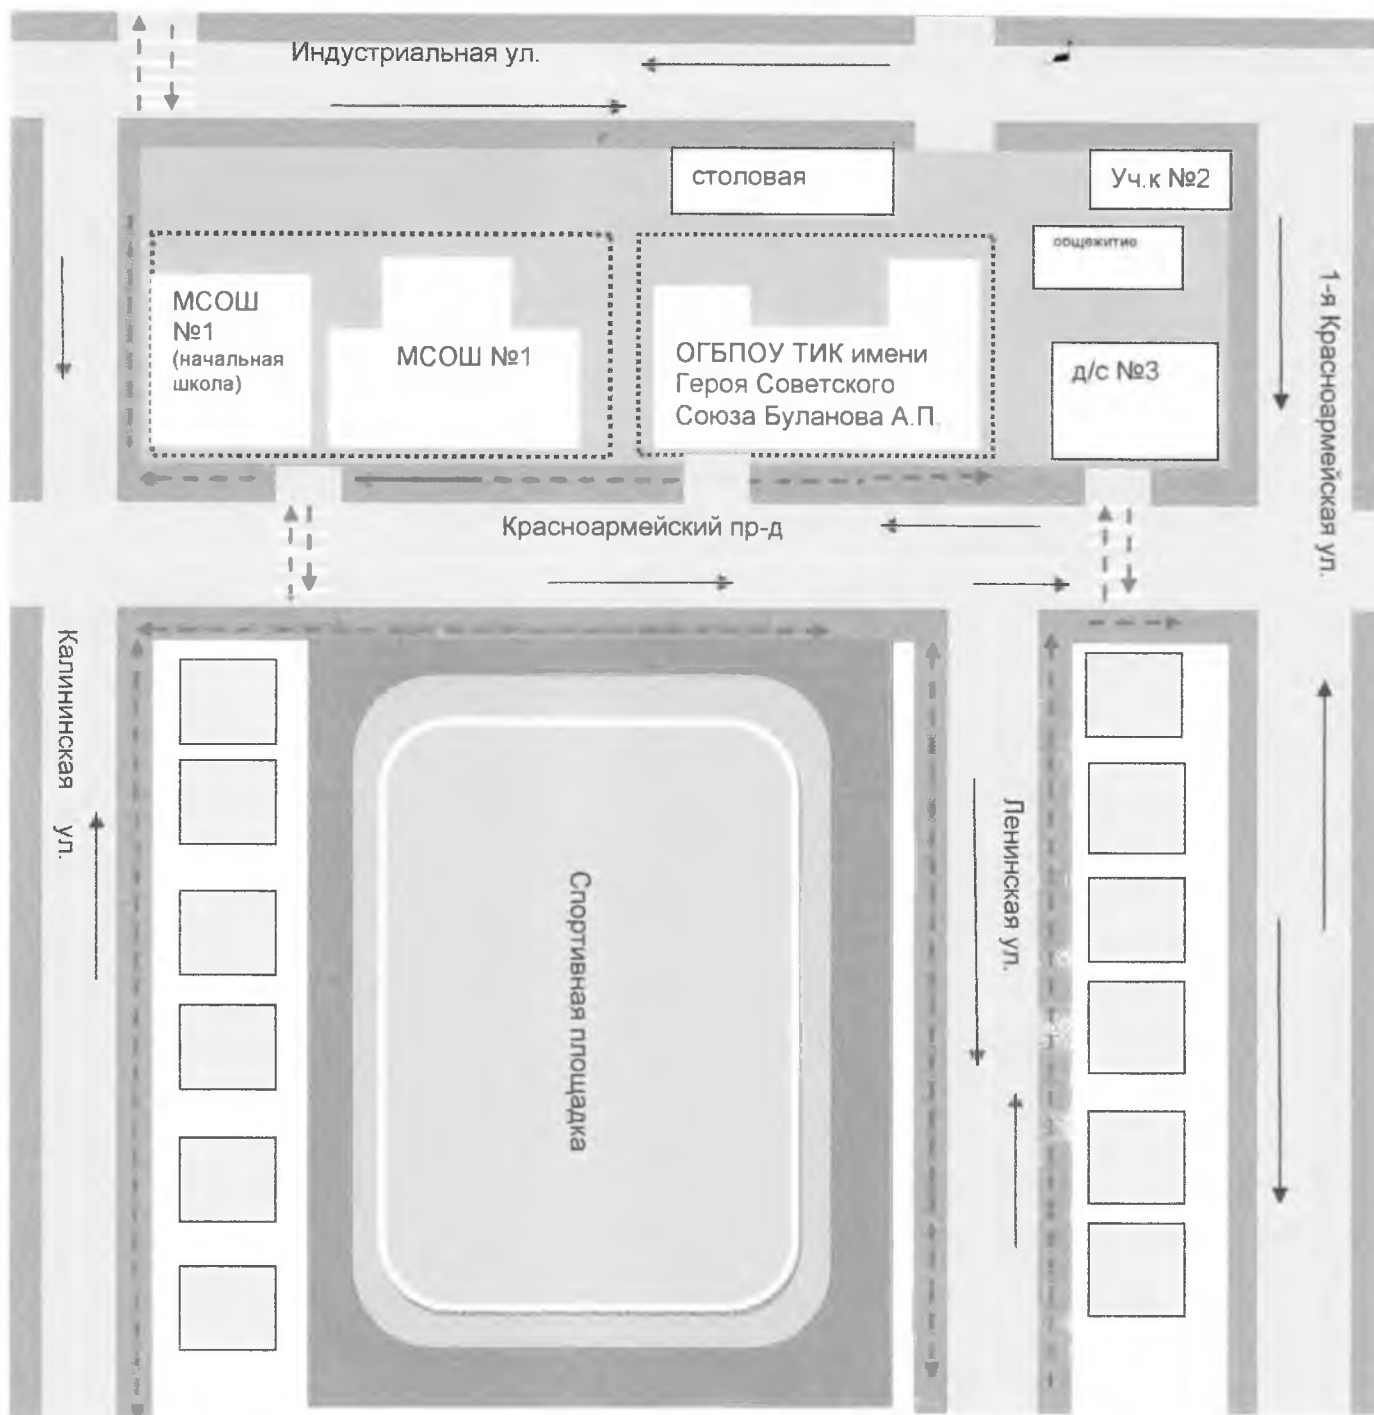 Индустриальная ул.
столовая
Уч.к №2
общежитие
МСОШ
№1
(начальная
школа)
МСОШ №1
ОГБПОУ ТИК имени
Героя Советского
Союза Буланова А.П.
д/с №3
1-я Красноармейская ул.
Красноармейский пр-д
Калининская ул.
Ленинская ул.
Спортивная площадка